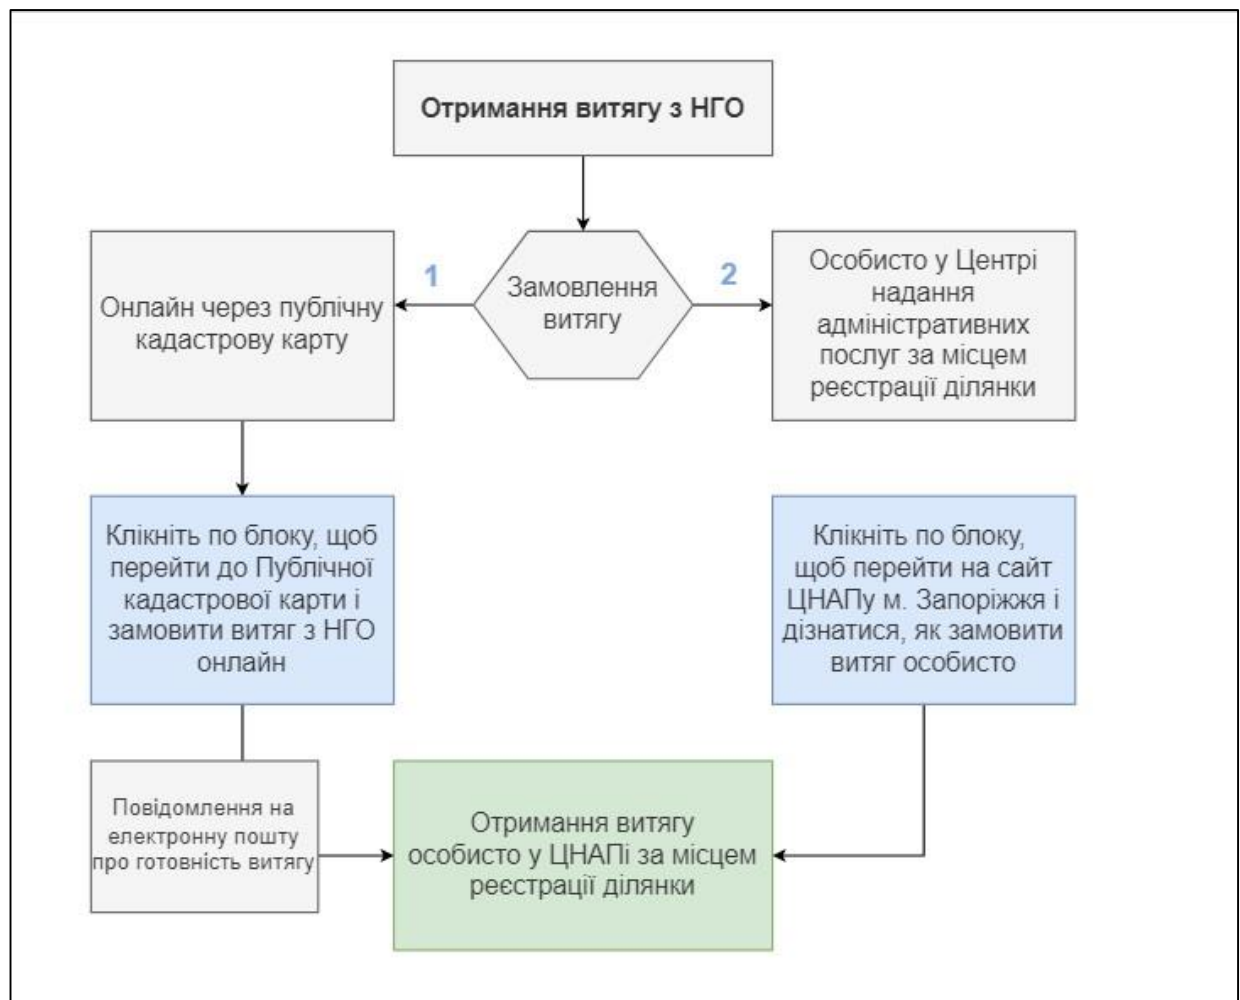 Отримання витягу з НГО
1
Замовлення
витягу
2
Онлайн через публічну
кадастрову карту
Особисто у Центрі
надання
адміністративних
послуг за місцем
реєстрації ділянки
Клікніть по блоку, щоб
перейти до Публічної
кадастрової карти і
замовити витяг з НГО
онлайн
Клікніть по блоку,
щоб перейти на сайт
ЦНАПу м. Запоріжжя і
дізнатися, як замовити
витяг особисто
Повідомлення на
електронну пошту
про готовність витягу
Отримання витягу
особисто у ЦНАПі за місцем
реєстрації ділянки